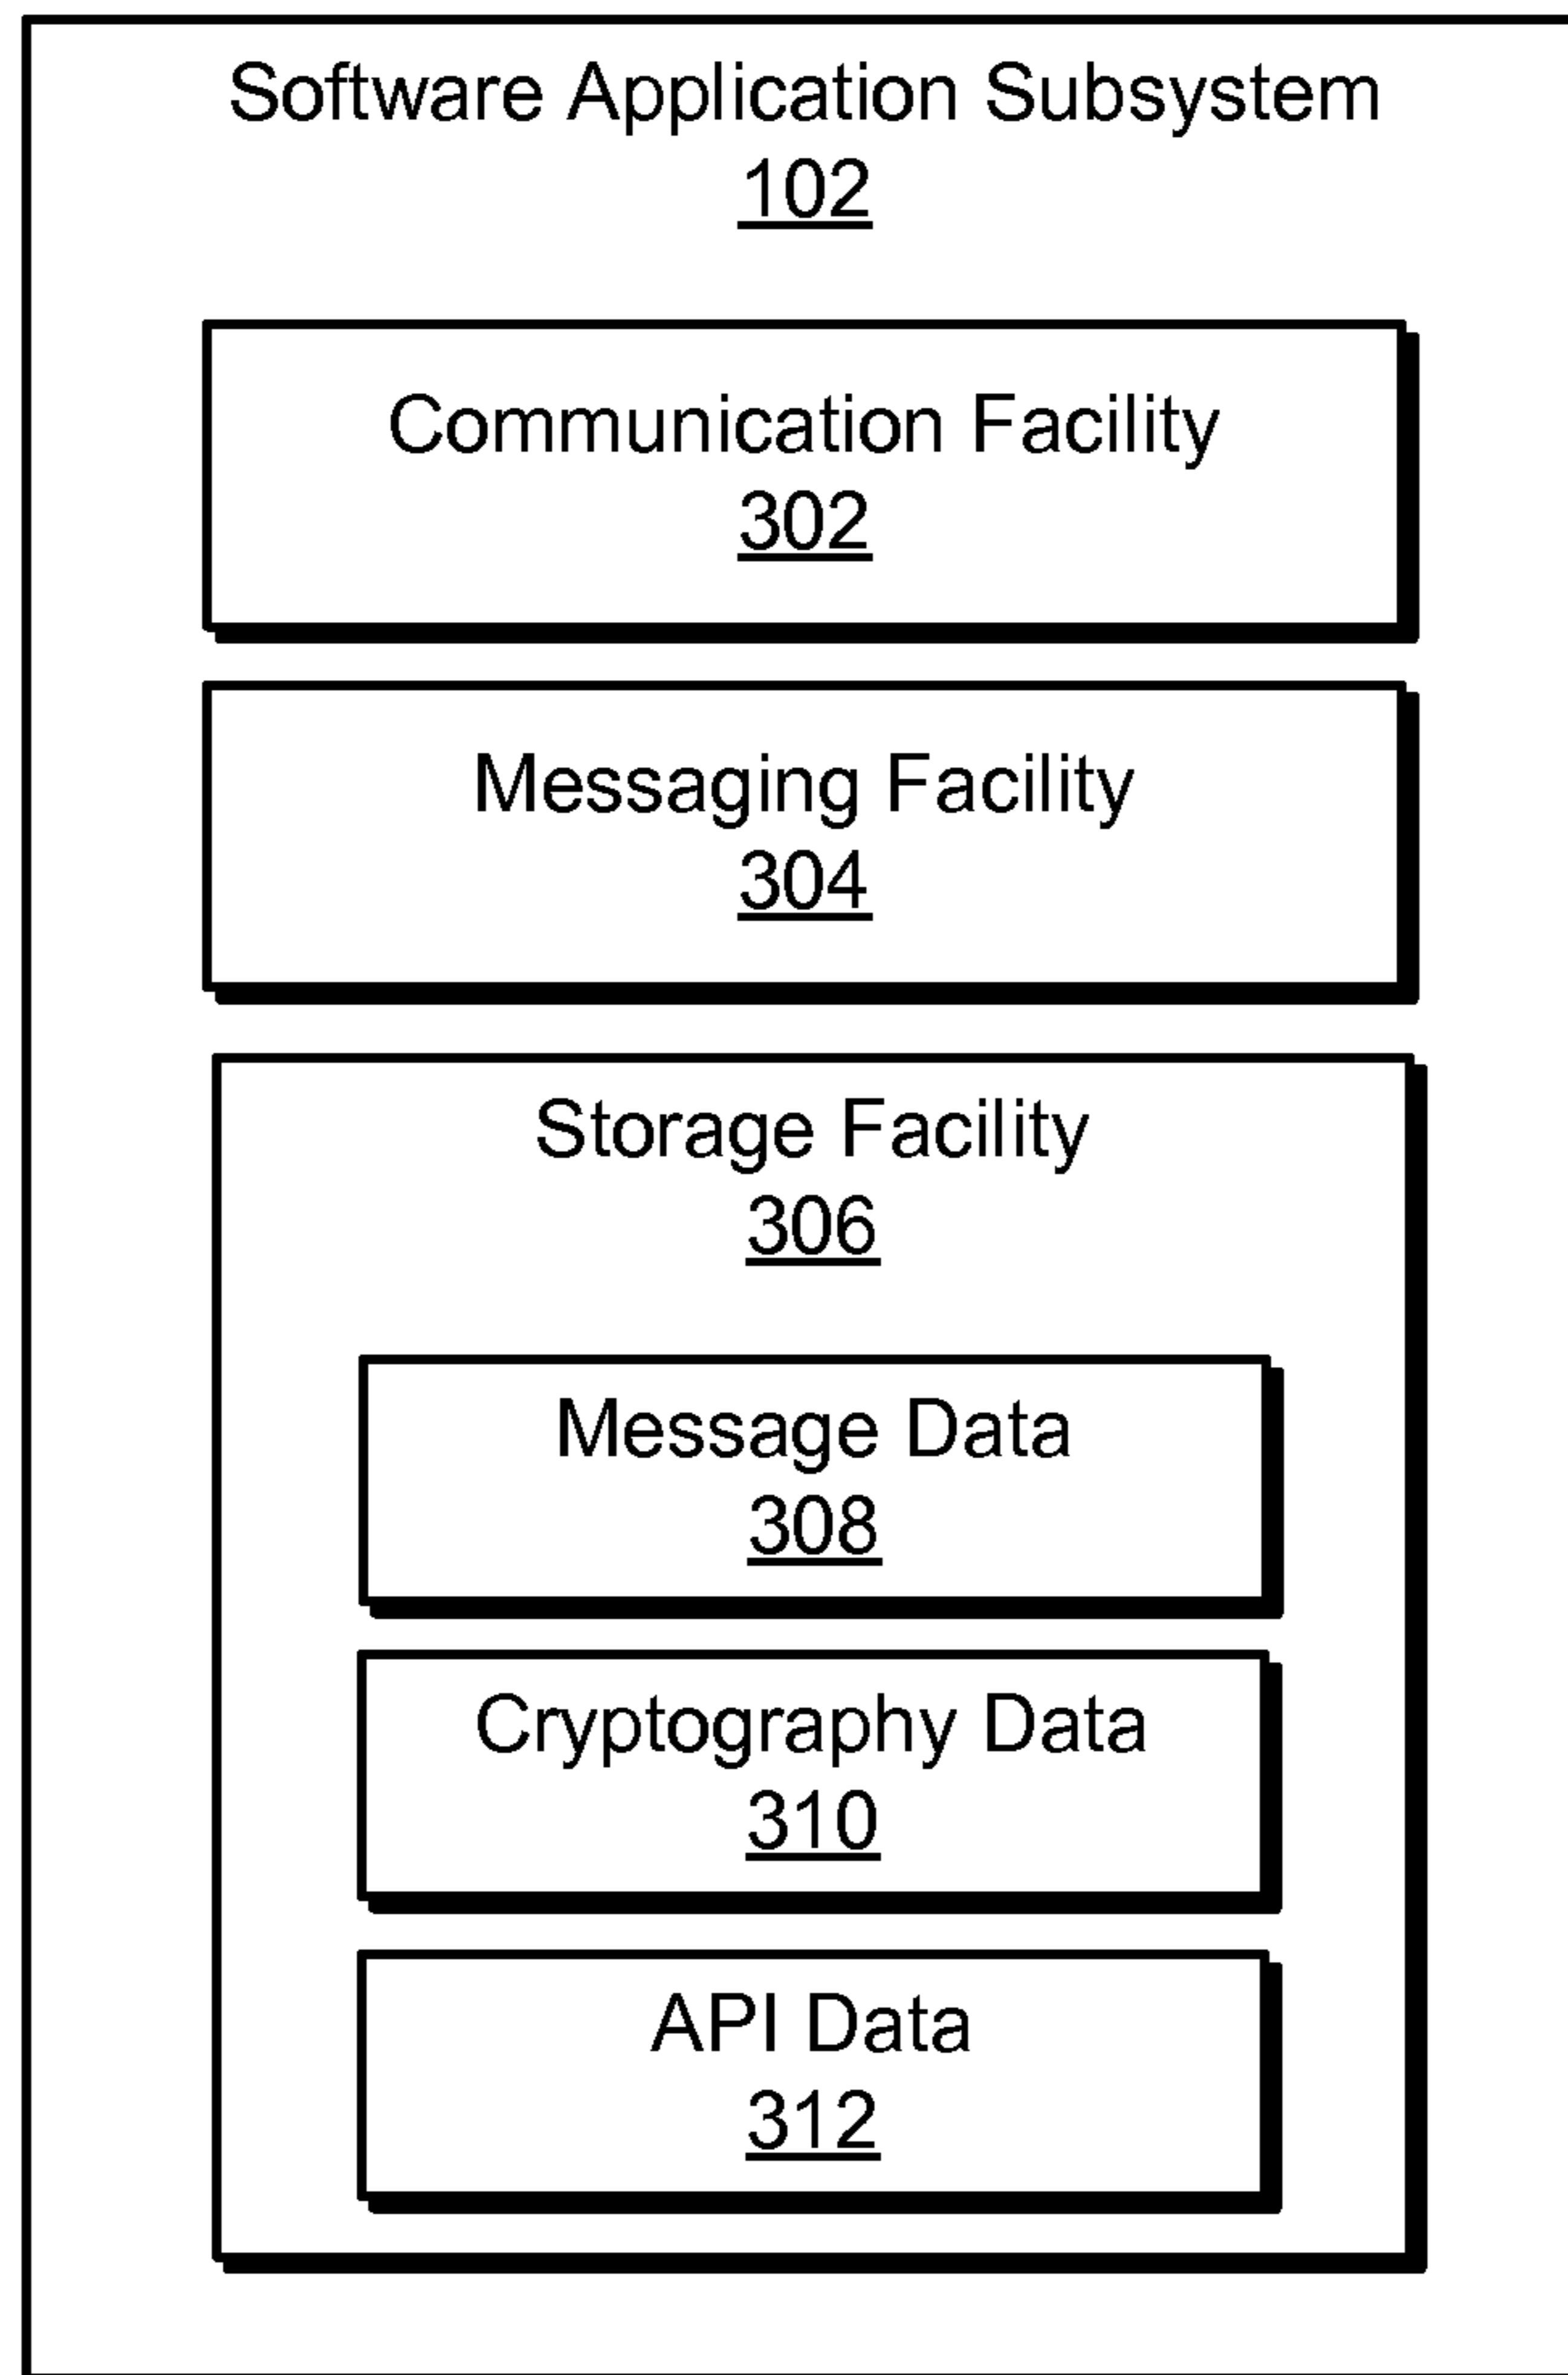 Software Application Subsystem
102
Communication Facility
302
Messaging Facility
304
Storage Facility
306
Message Data
308
Cryptography Data
310
API Data
312